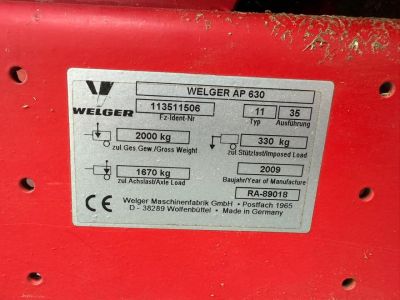 WELGER
WELGER AP 630
113511506 11 35
Fz-Ident-Nr Typ Ausführung
2000 kg 330 kg
zul.Ges.Gew./Gross Weight zul Stützlast/Imposed Load
1670 kg 2009
zul.Achslast/Axle Load Baujahr/Year of Manufacture
RA-89018
CE Welger Maschinenfabrik GmbH • Postfach 1965
D - 38289 Wolfenbüttel • Made in Germany